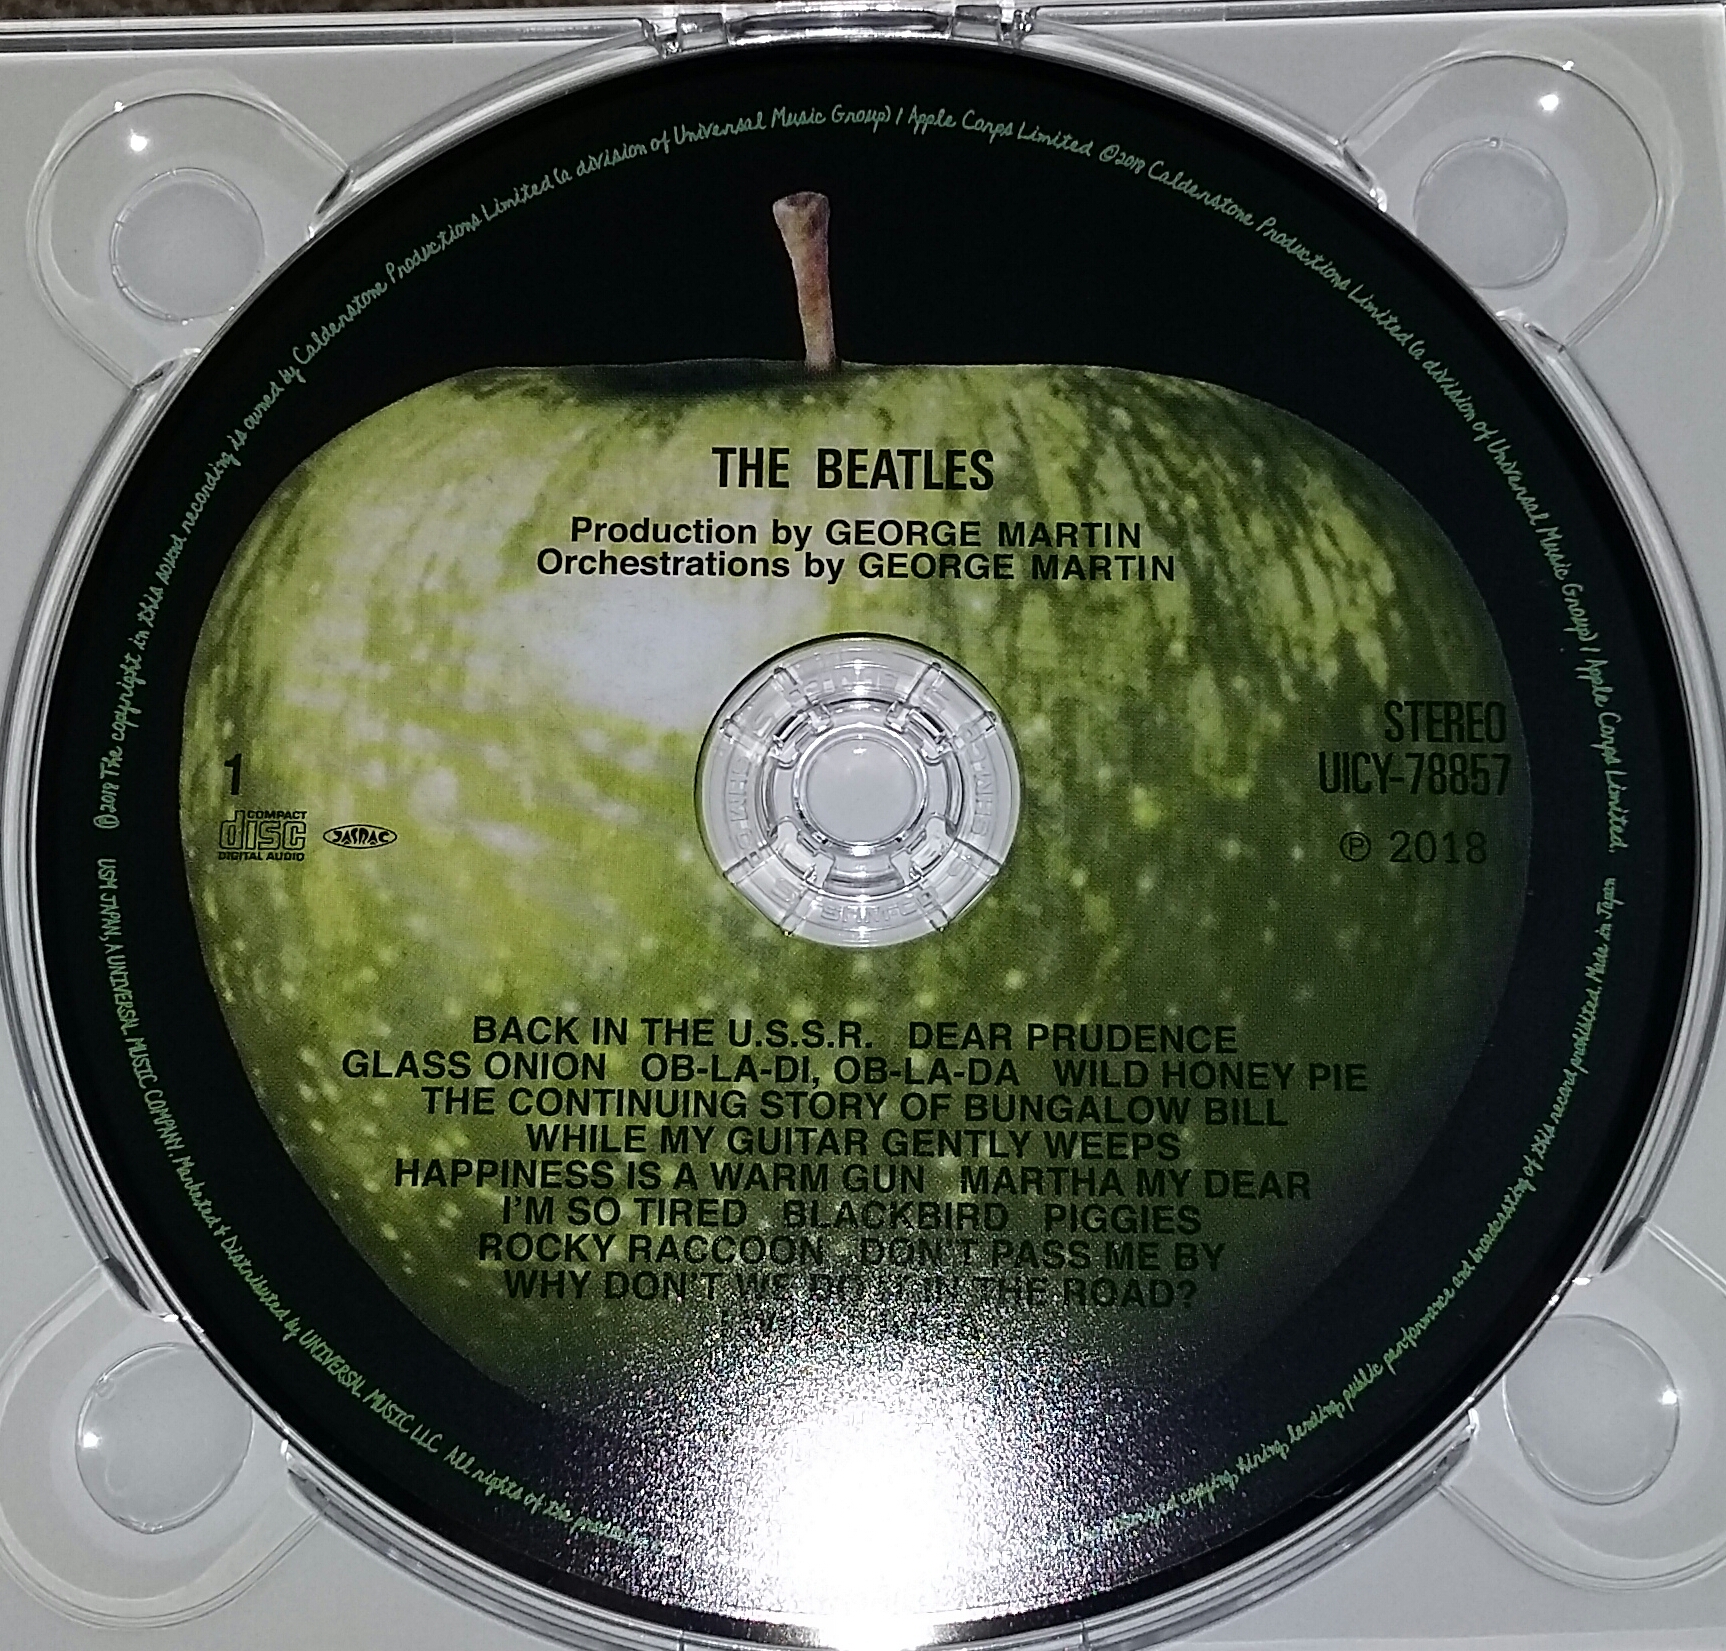 THE BEATLES
Production by GEORGE MARTIN
Orchestrations by GEORGE MARTIN
STEREO
UICY-78857
℗ 2018
1
COMPACT
disc
DIGITAL AUDIO
JASRAC
BACK IN THE U.S.S.R. DEAR PRUDENCE
GLASS ONION OB-LA-DI, OB-LA-DA WILD HONEY PIE
THE CONTINUING STORY OF BUNGALOW BILL
WHILE MY GUITAR GENTLY WEEPS
HAPPINESS IS A WARM GUN MARTHA MY DEAR
I'M SO TIRED BLACKBIRD PIGGIES
ROCKY RACCOON DON'T PASS ME BY
WHY DON'T WE DO IT IN THE ROAD?
℗2018 The copyright in this sound recording is owned by Calderstone Productions Limited (a division of Universal Music Group) / Apple Corps Limited ©2018 Calderstone Productions Limited (a division of Universal Music Group) / Apple Corps Limited.
USM JAPAN, A UNIVERSAL MUSIC COMPANY. Marketed & Distributed by UNIVERSAL MUSIC LLC All rights of the copying, hiring, lending, public performance and broadcasting of this record prohibited. Made in Japan